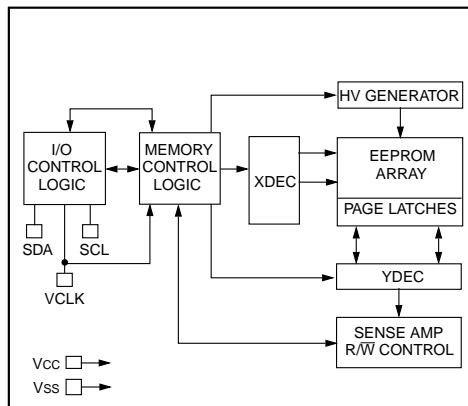 HV GENERATOR
I/O
CONTROL
LOGIC
MEMORY
CONTROL
LOGIC
XDEC
EEPROM
ARRAY
PAGE LATCHES
SDA
SCL
VCLK
YDEC
SENSE AMP
R/W̅ CONTROL
Vcc
Vss